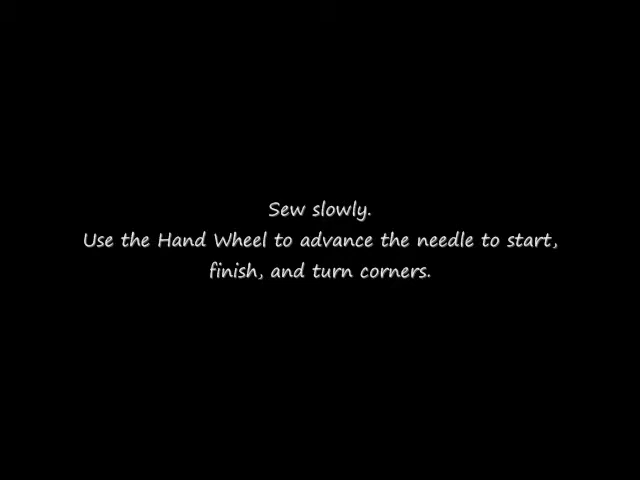 Sew slowly.
Use the Hand Wheel to advance the needle to start,
finish, and turn corners.